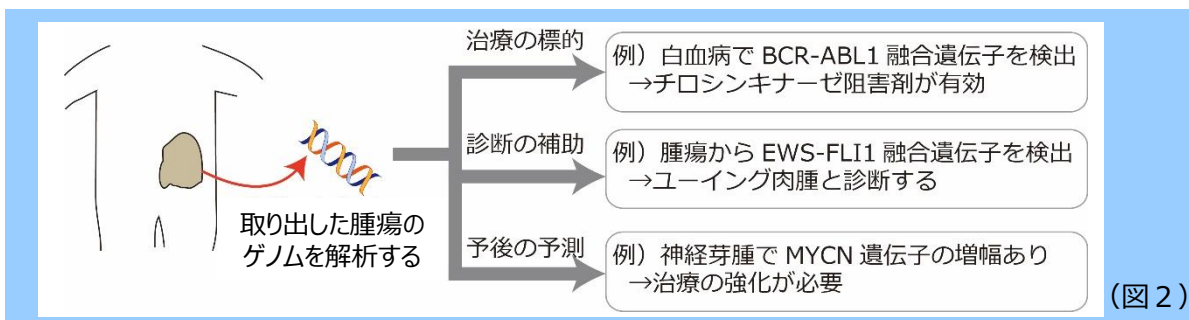 治療の標的
例）白血病で BCR-ABL1 融合遺伝子を検出
→チロシンキナーゼ阻害剤が有効
診断の補助
例）腫瘍から EWS-FLI1 融合遺伝子を検出
→ユーイング肉腫と診断する
取り出した腫瘍の
ゲノムを解析する
予後の予測
例）神経芽腫で MYCN 遺伝子の増幅あり
→治療の強化が必要
（図２）